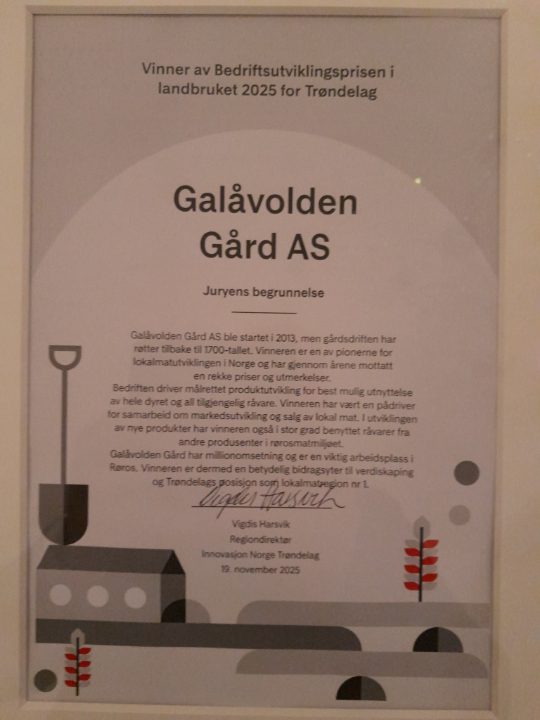 Vinner av Bedriftsutviklingsprisen i
landbruket 2025 for Trøndelag
Galåvolden
Gård AS
Juryens begrunnelse
Galåvolden Gård AS ble startet i 2013, men gårdsdriften har
røtter tilbake til 1700-tallet. Vinneren er en av pionerne for
lokalmatutviklingen i Norge og har gjennom årene mottatt
en rekke priser og utmerkelser.
Bedriften driver målrettet produktutvikling for best mulig utnyttelse
av hele dyret og all tilgjengelig råvare. Vinneren har vært en pådriver
for samarbeid om markedsutvikling og salg av lokal mat. I utviklingen
av nye produkter har vinneren også i stor grad benyttet råvarer fra
andre produsenter i rørosmatmiljøet.
Galåvolden Gård har millionomsetning og er en viktig arbeidsplass i
Røros. Vinneren er dermed en betydelig bidragsyter til verdiskaping
og Trøndelags posisjon som lokalmatregion nr 1.
Vigdis Harsvik
Vigdis Harsvik
Regiondirektør
Innovasjon Norge Trøndelag
19. november 2025